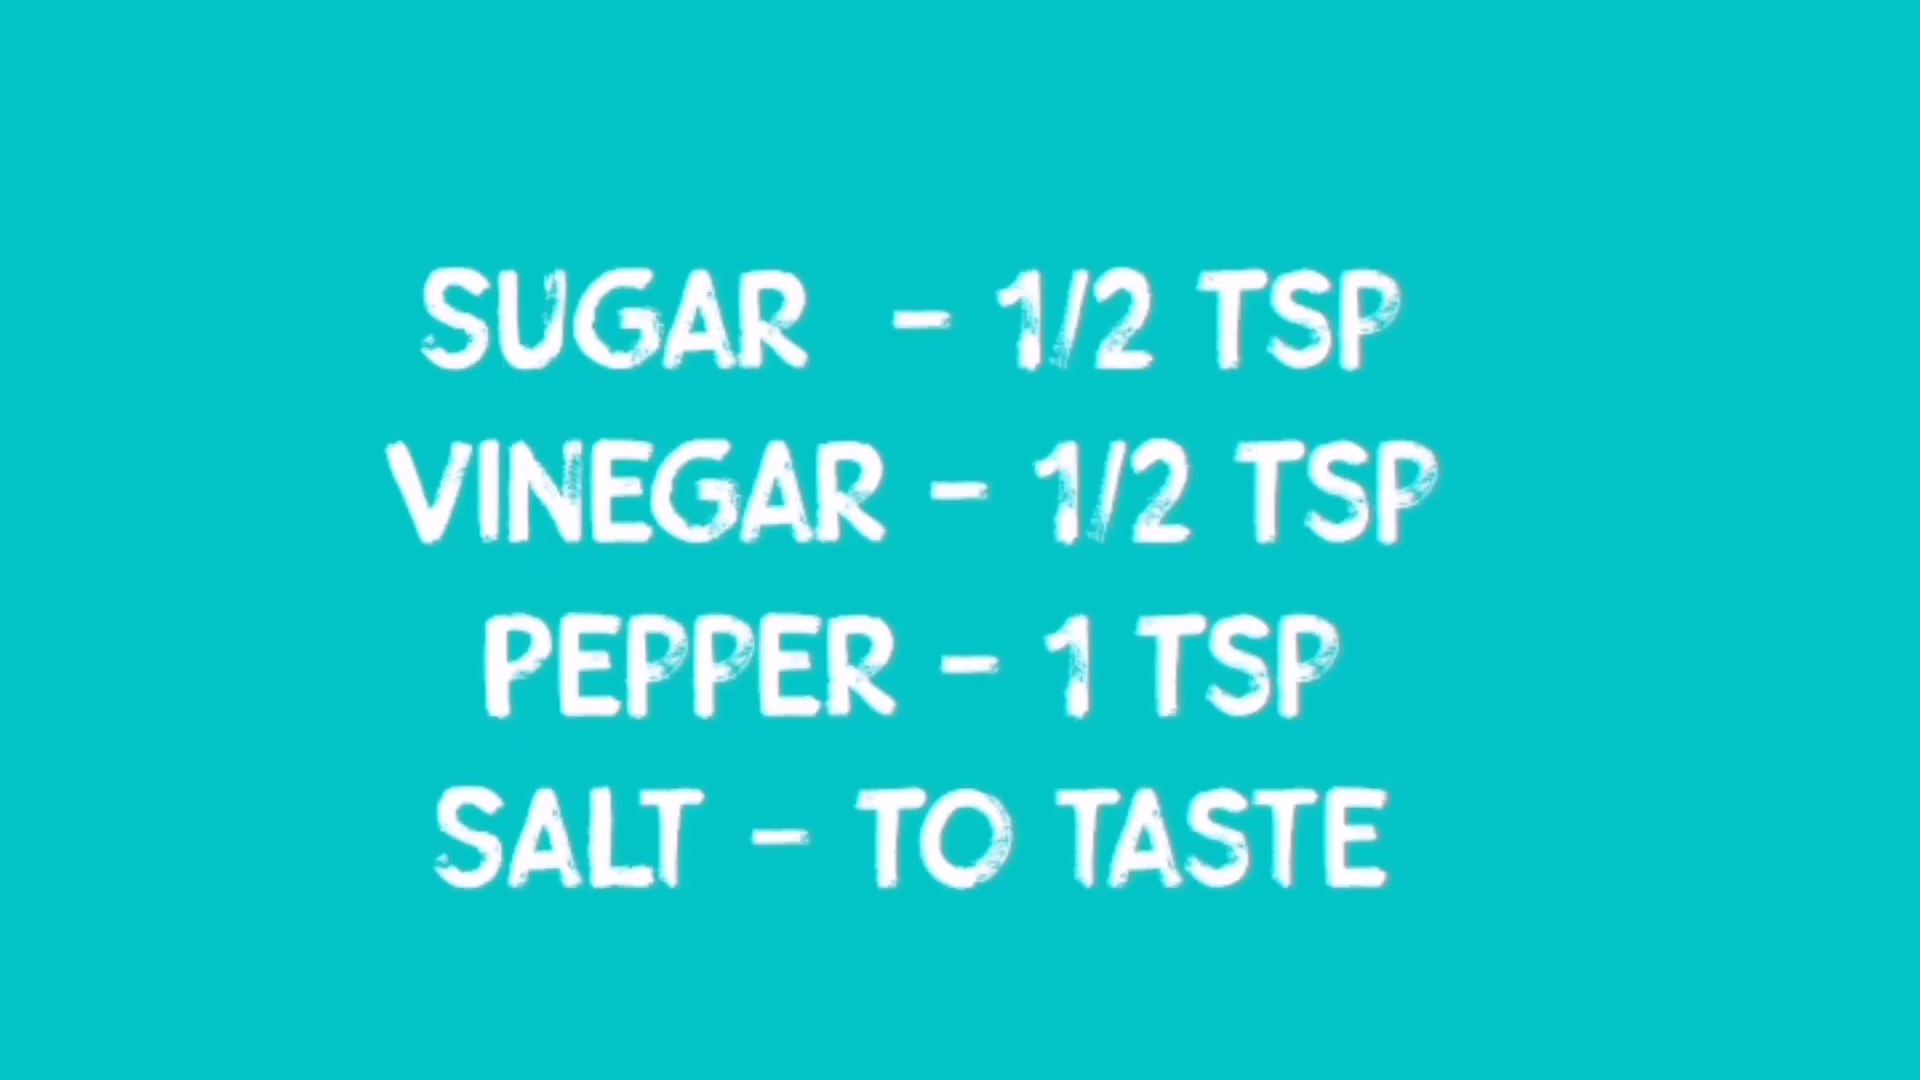 SUGAR - 1/2 TSP
VINEGAR - 1/2 TSP
PEPPER - 1 TSP
SALT - TO TASTE